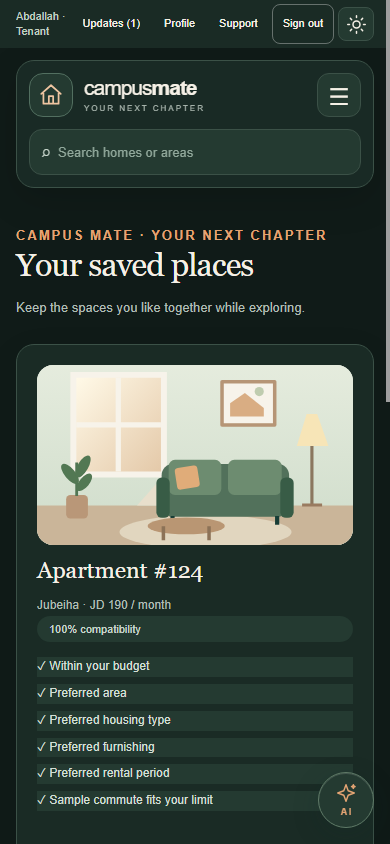 Abdallah ·
Tenant
Updates (1)
Profile
Support
Sign out
campusmate
YOUR NEXT CHAPTER
Search homes or areas
CAMPUS MATE · YOUR NEXT CHAPTER
Your saved places
Keep the spaces you like together while exploring.
Apartment #124
Jubeiha · JD 190 / month
100% compatibility
✓ Within your budget
✓ Preferred area
✓ Preferred housing type
✓ Preferred furnishing
✓ Preferred rental period
✓ Sample commute fits your limit
AI